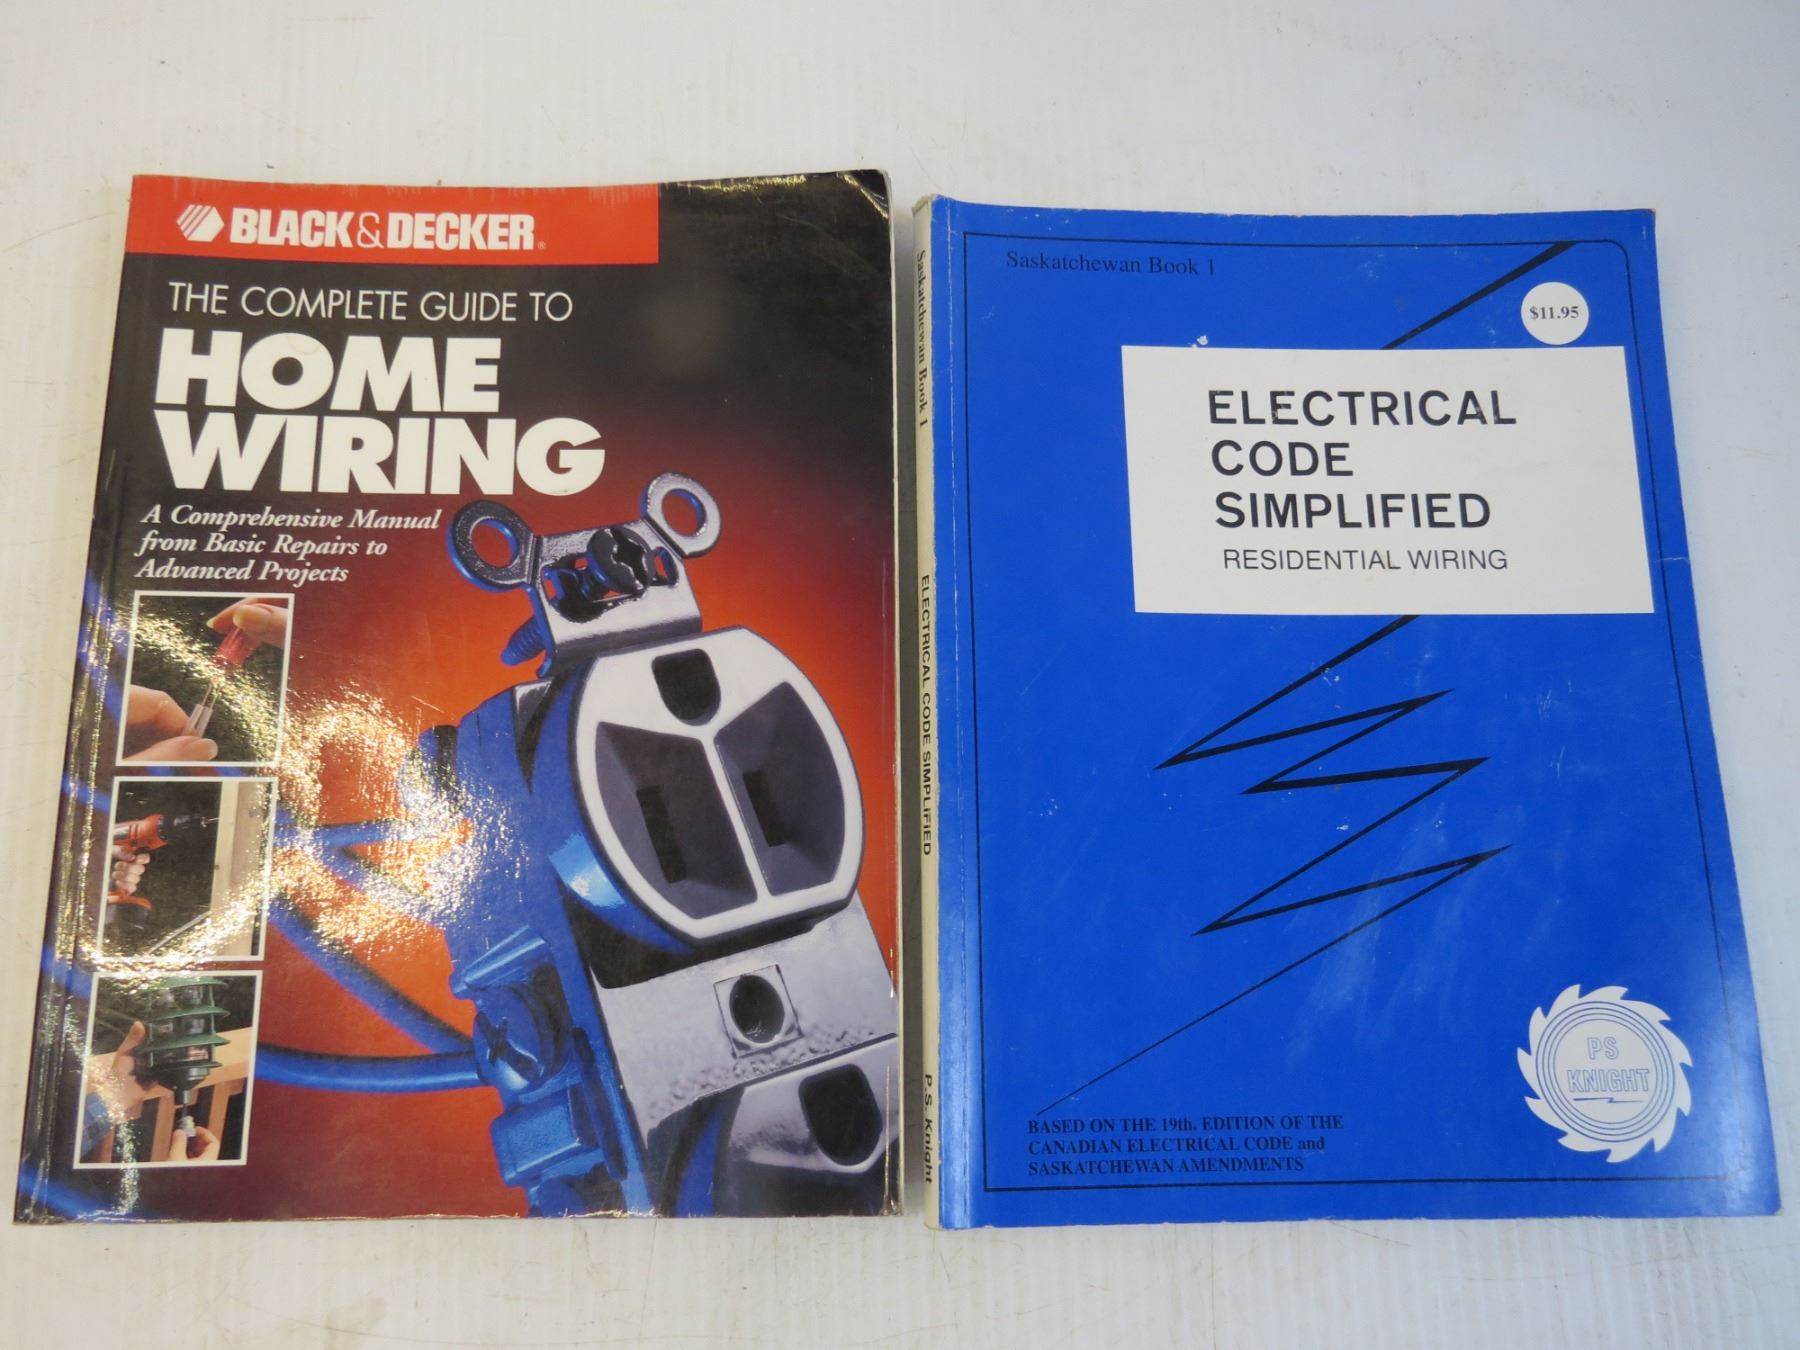 BLACK & DECKER®
THE COMPLETE GUIDE TO
HOME
WIRING
A Comprehensive Manual
from Basic Repairs to
Advanced Projects
Saskatchewan Book 1
ELECTRICAL CODE SIMPLIFIED
P.S. Knight
Saskatchewan Book 1
$11.95
ELECTRICAL
CODE
SIMPLIFIED
RESIDENTIAL WIRING
PS
KNIGHT
BASED ON THE 19th. EDITION OF THE
CANADIAN ELECTRICAL CODE and
SASKATCHEWAN AMENDMENTS